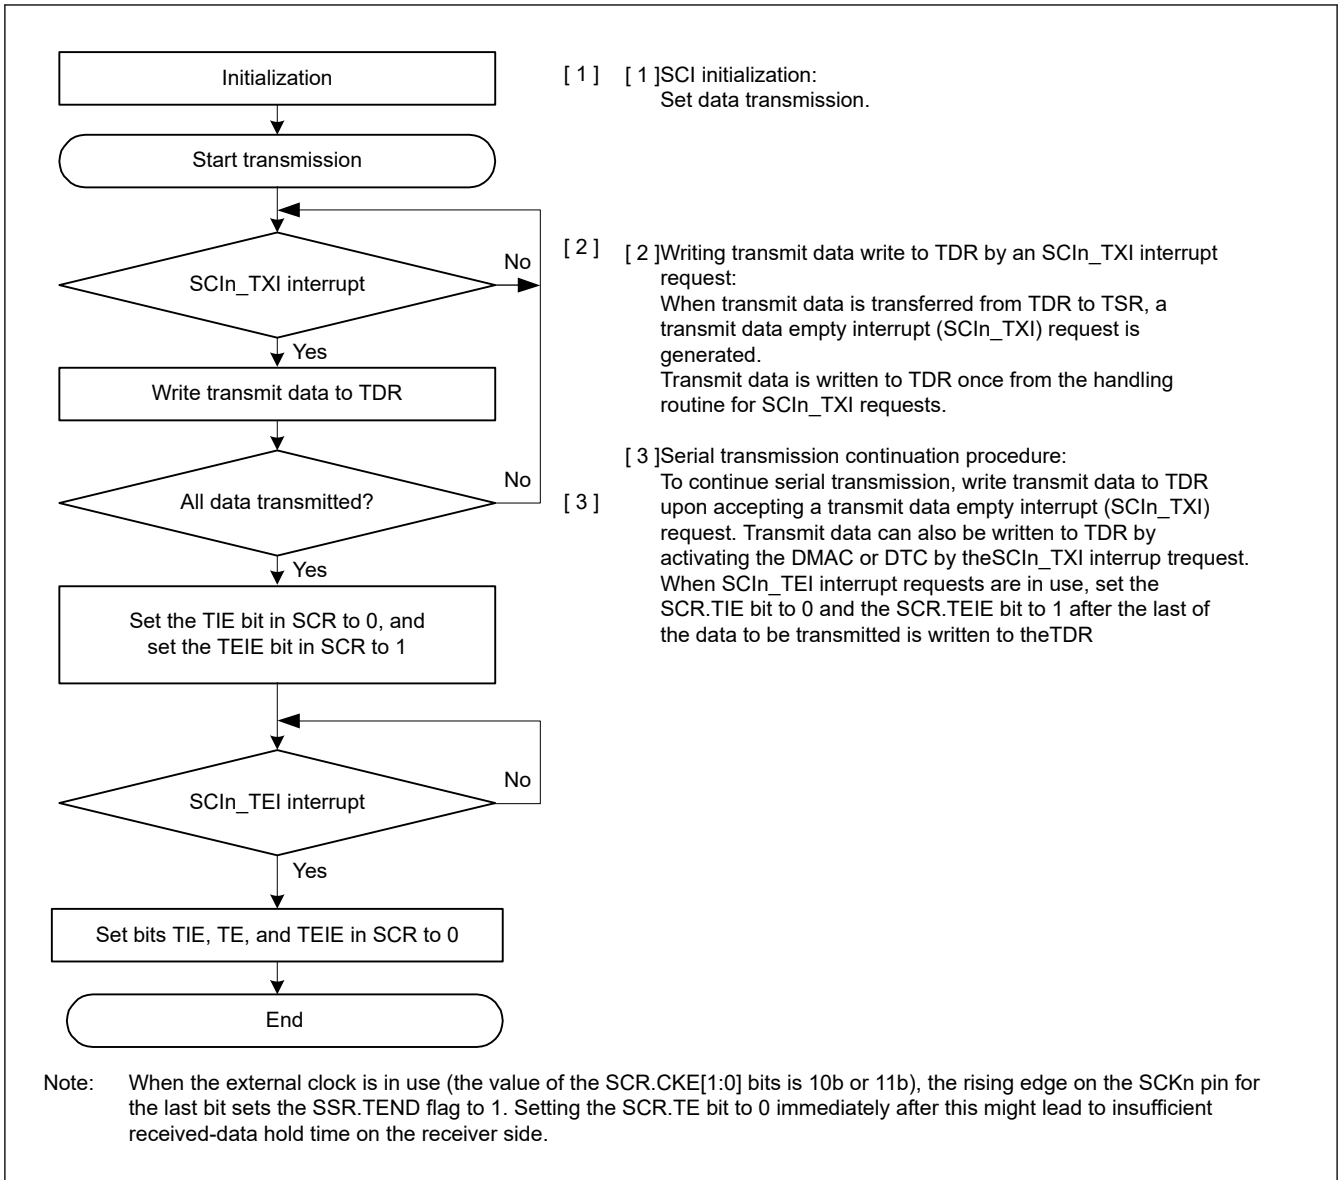 Initialization
[ 1 ]
[ 1 ]SCI initialization:
Set data transmission.
Start transmission
SCIn_TXI interrupt
No
Yes
[ 2 ]
[ 2 ]Writing transmit data write to TDR by an SCIn_TXI interrupt
request:
When transmit data is transferred from TDR to TSR, a
transmit data empty interrupt (SCIn_TXI) request is
generated.
Transmit data is written to TDR once from the handling
routine for SCIn_TXI requests.
Write transmit data to TDR
All data transmitted?
No
Yes
[ 3 ]
[ 3 ]Serial transmission continuation procedure:
To continue serial transmission, write transmit data to TDR
upon accepting a transmit data empty interrupt (SCIn_TXI)
request. Transmit data can also be written to TDR by
activating the DMAC or DTC by theSCIn_TXI interrup trequest.
When SCIn_TEI interrupt requests are in use, set the
SCR.TIE bit to 0 and the SCR.TEIE bit to 1 after the last of
the data to be transmitted is written to theTDR
Set the TIE bit in SCR to 0, and
set the TEIE bit in SCR to 1
SCIn_TEI interrupt
No
Yes
Set bits TIE, TE, and TEIE in SCR to 0
End
Note: When the external clock is in use (the value of the SCR.CKE[1:0] bits is 10b or 11b), the rising edge on the SCKn pin for
the last bit sets the SSR.TEND flag to 1. Setting the SCR.TE bit to 0 immediately after this might lead to insufficient
received-data hold time on the receiver side.